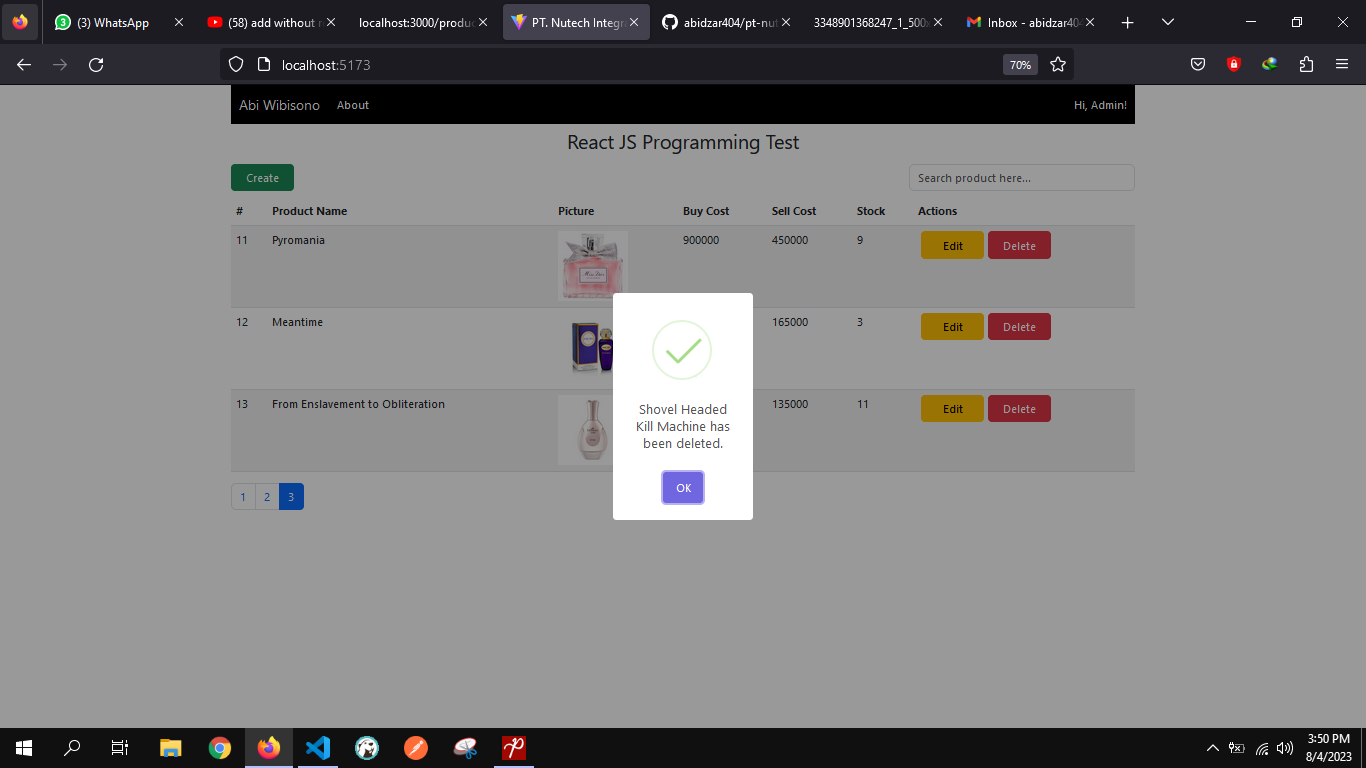 (3) WhatsApp
(58) add without r
localhost:3000/produc
PT. Nutech Integra
abidzar404/pt-nut
3348901368247_1_500x
Inbox - abidzar404
localhost:5173
70%
Abi Wibisono
About
Hi, Admin!
React JS Programming Test
Create
Search product here...
# Product Name Picture Buy Cost Sell Cost Stock Actions
11 Pyromania 900000 450000 9 Edit Delete
12 Meantime 165000 3 Edit Delete
13 From Enslavement to Obliteration 135000 11 Edit Delete
Shovel Headed
Kill Machine has
been deleted.
OK
1 2 3
3:50 PM
8/4/2023